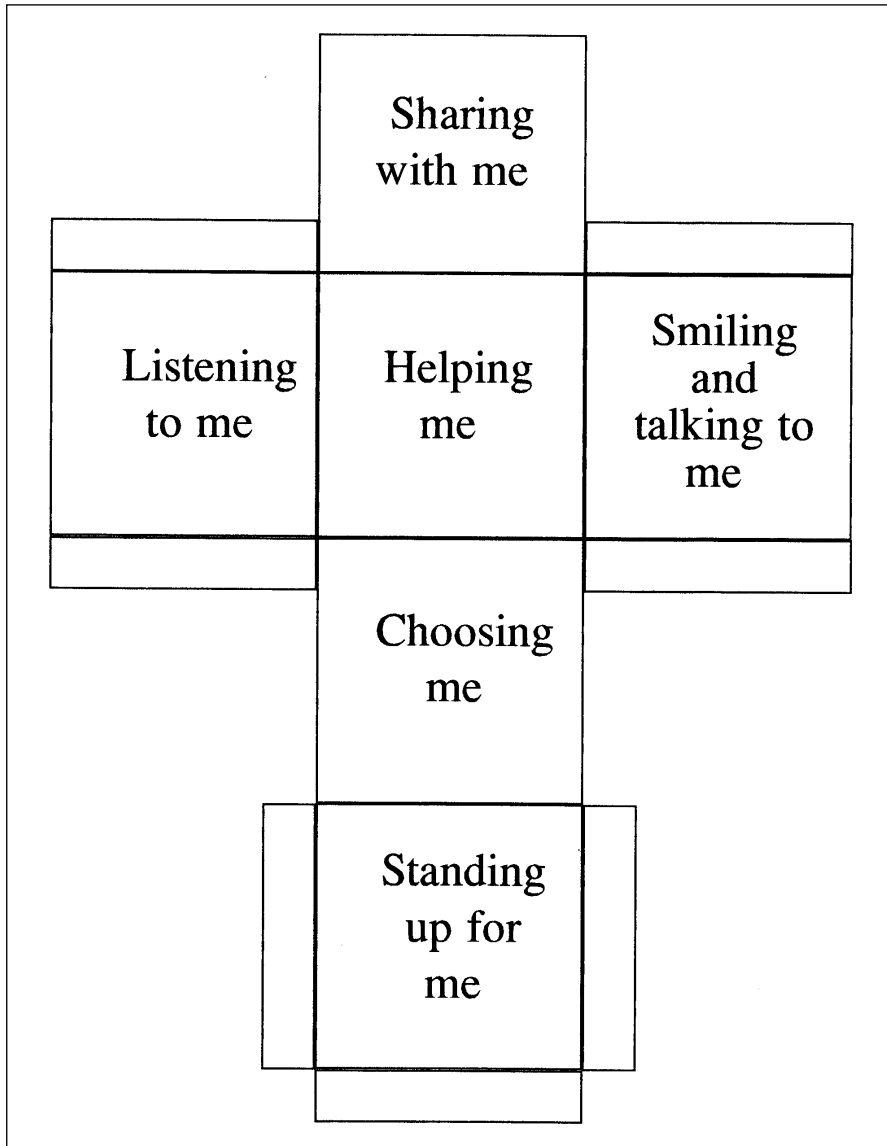 Sharing
with me
Listening
to me
Helping
me
Smiling
and
talking to
me
Choosing
me
Standing
up for
me